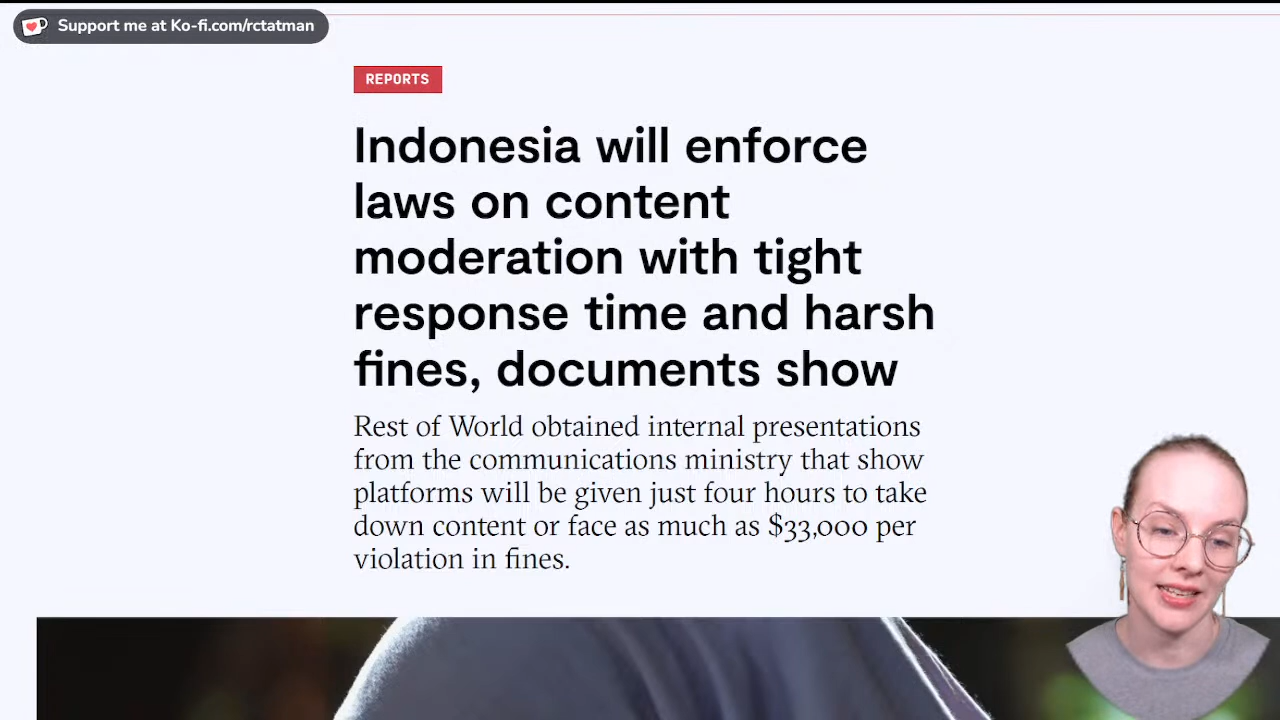 Support me at Ko-fi.com/rctatman
REPORTS
Indonesia will enforce
laws on content
moderation with tight
response time and harsh
fines, documents show
Rest of World obtained internal presentations
from the communications ministry that show
platforms will be given just four hours to take
down content or face as much as $33,000 per
violation in fines.